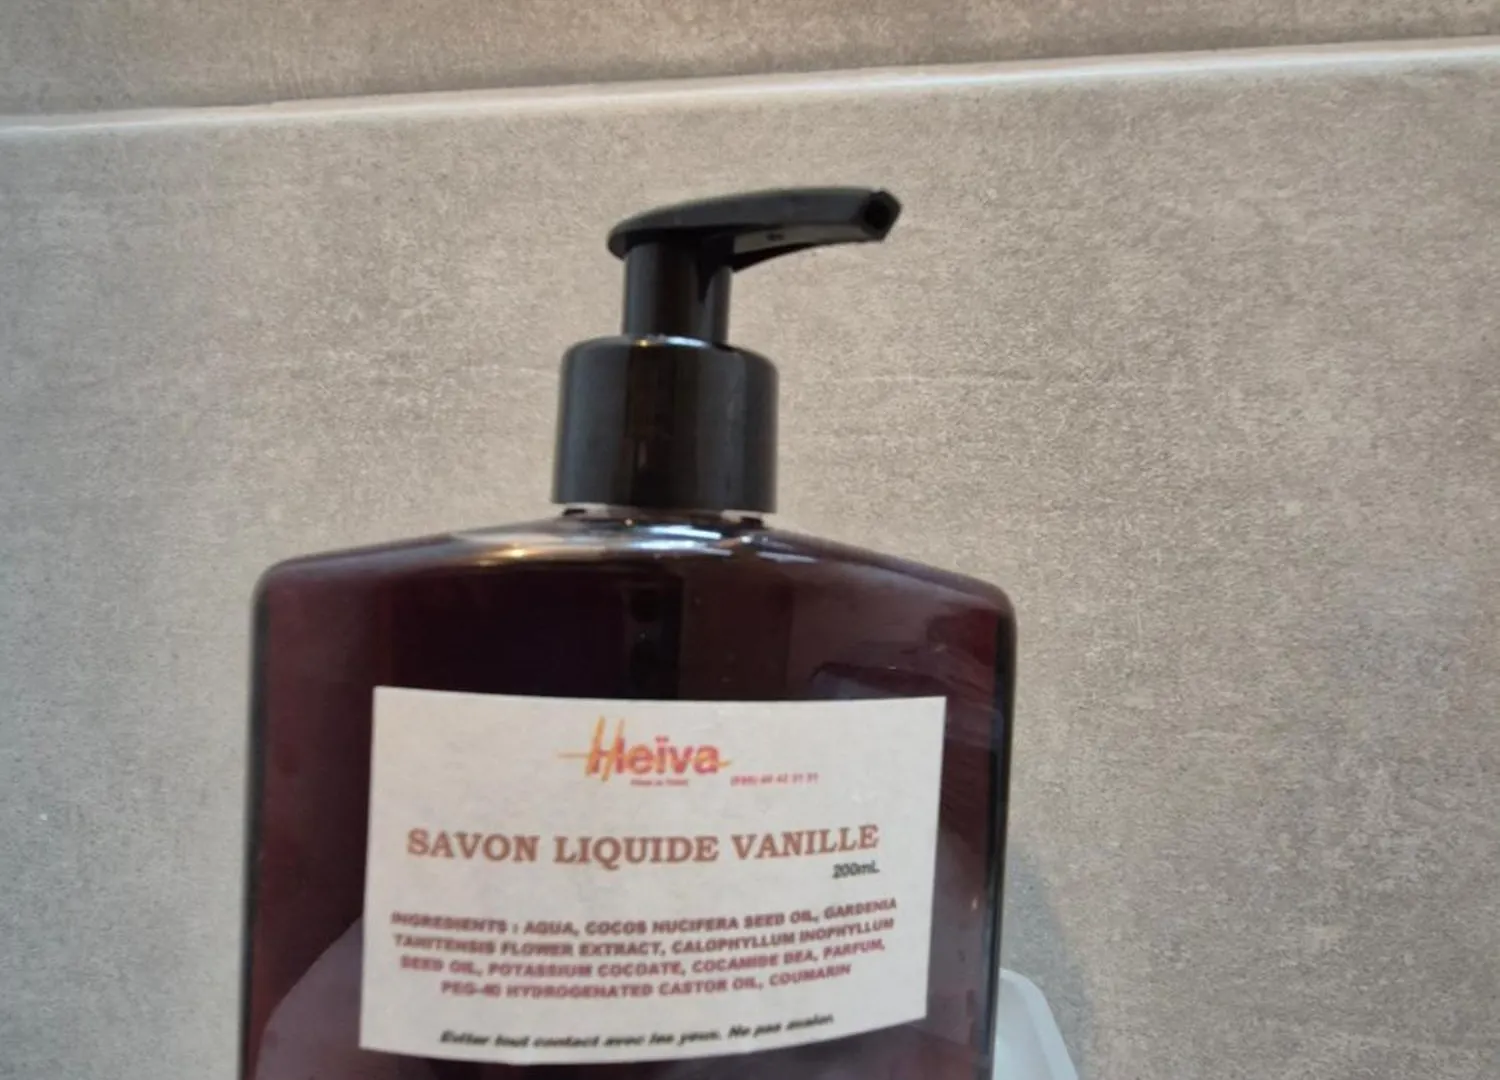 Heïva
SAVON LIQUIDE VANILLE
200mL
INGREDIENTS : AQUA, COCOS NUCIFERA SEED OIL, GARDENIA
TAHITENSIS FLOWER EXTRACT, CALOPHYLLUM INOPHYLLUM
SEED OIL, POTASSIUM COCOATE, COCAMIDE DEA, PARFUM,
PEG-40 HYDROGENATED CASTOR OIL, COUMARIN
Eviter tout contact avec les yeux. Ne pas avaler.